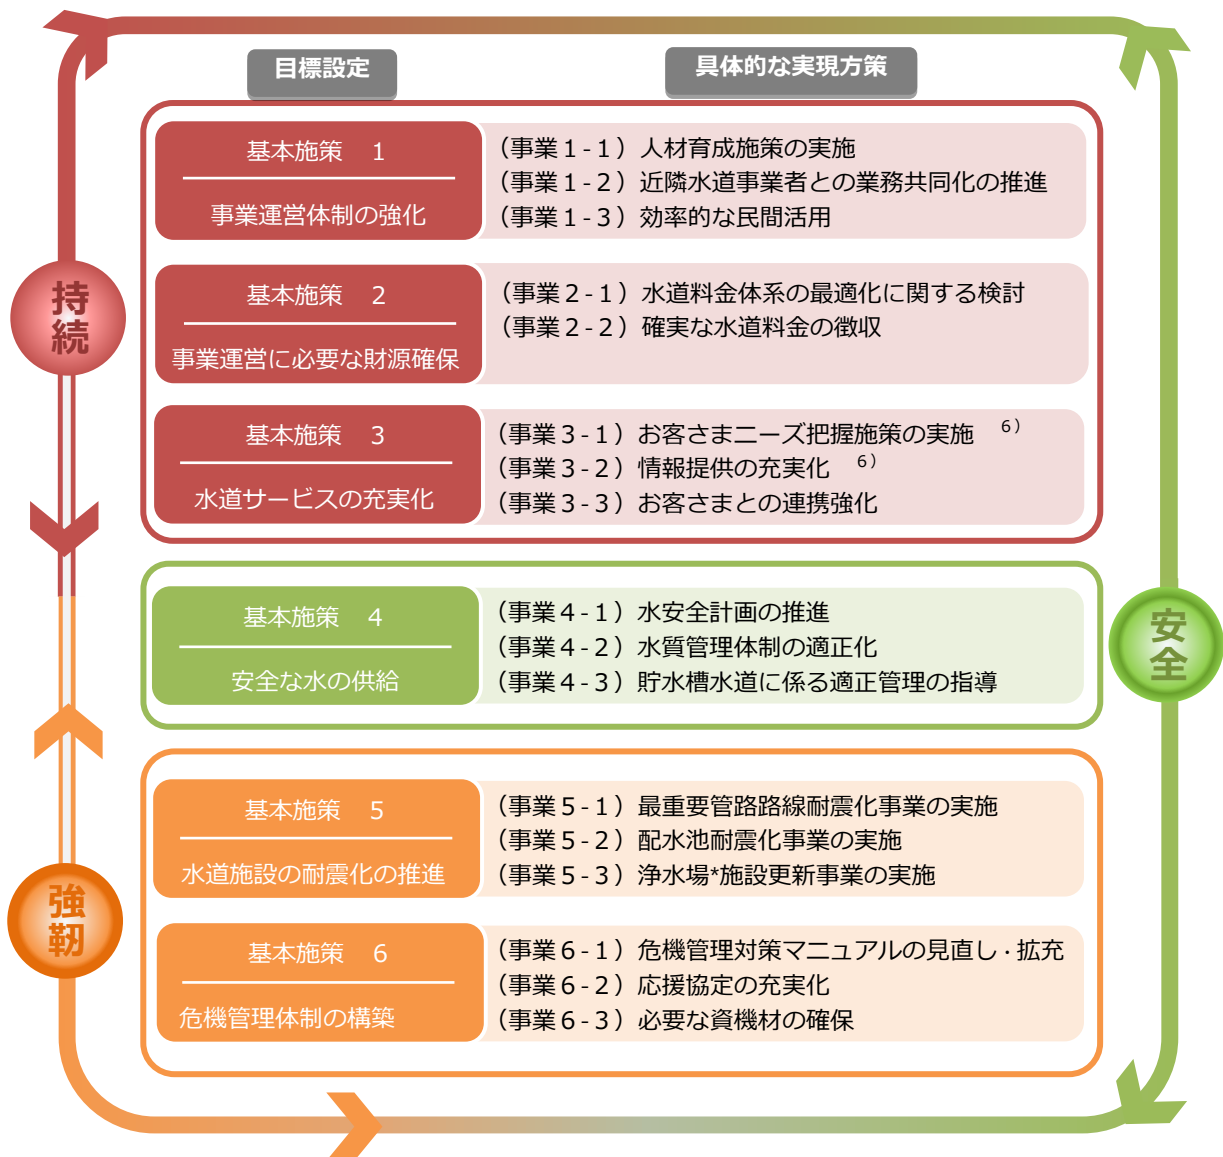 目標設定
具体的な実現方策
持続
基本施策 1
事業運営体制の強化
(事業1-1)人材育成施策の実施
(事業1-2)近隣水道事業者との業務共同化の推進
(事業1-3)効率的な民間活用
基本施策 2
事業運営に必要な財源確保
(事業2-1)水道料金体系の最適化に関する検討
(事業2-2)確実な水道料金の徴収
基本施策 3
水道サービスの充実化
(事業3-1)お客さまニーズ把握施策の実施 6)
(事業3-2)情報提供の充実化 6)
(事業3-3)お客さまとの連携強化
安全
基本施策 4
安全な水の供給
(事業4-1)水安全計画の推進
(事業4-2)水質管理体制の適正化
(事業4-3)貯水槽水道に係る適正管理の指導
強靭
基本施策 5
水道施設の耐震化の推進
(事業5-1)最重要管路路線耐震化事業の実施
(事業5-2)配水池耐震化事業の実施
(事業5-3)浄水場*施設更新事業の実施
基本施策 6
危機管理体制の構築
(事業6-1)危機管理対策マニュアルの見直し・拡充
(事業6-2)応援協定の充実化
(事業6-3)必要な資機材の確保